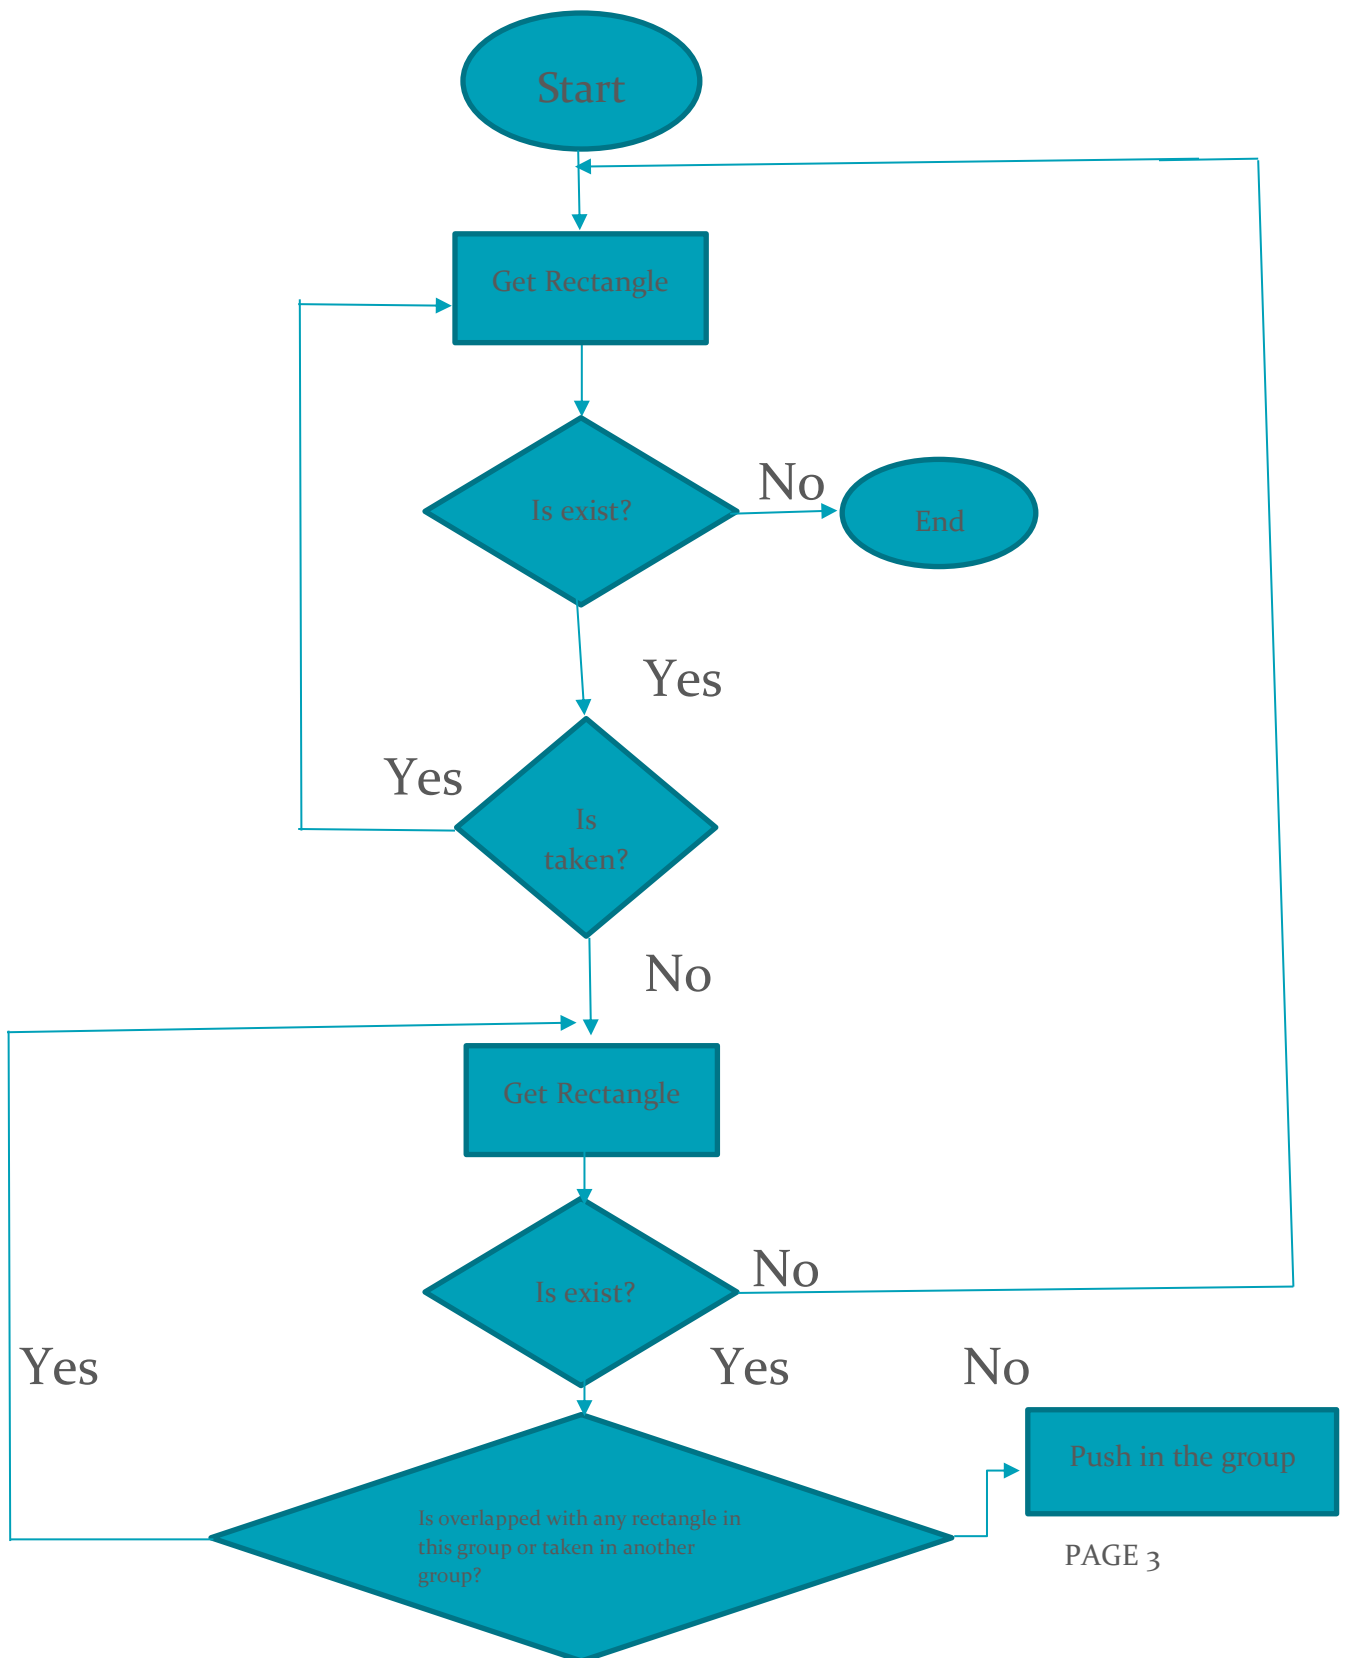 Start
Get Rectangle
Is exist?
No
End
Yes
Yes
Is
taken?
No
Get Rectangle
Is exist?
No
Yes
Yes
No
Push in the group
Is overlapped with any rectangle in
this group or taken in another
group?
PAGE 3